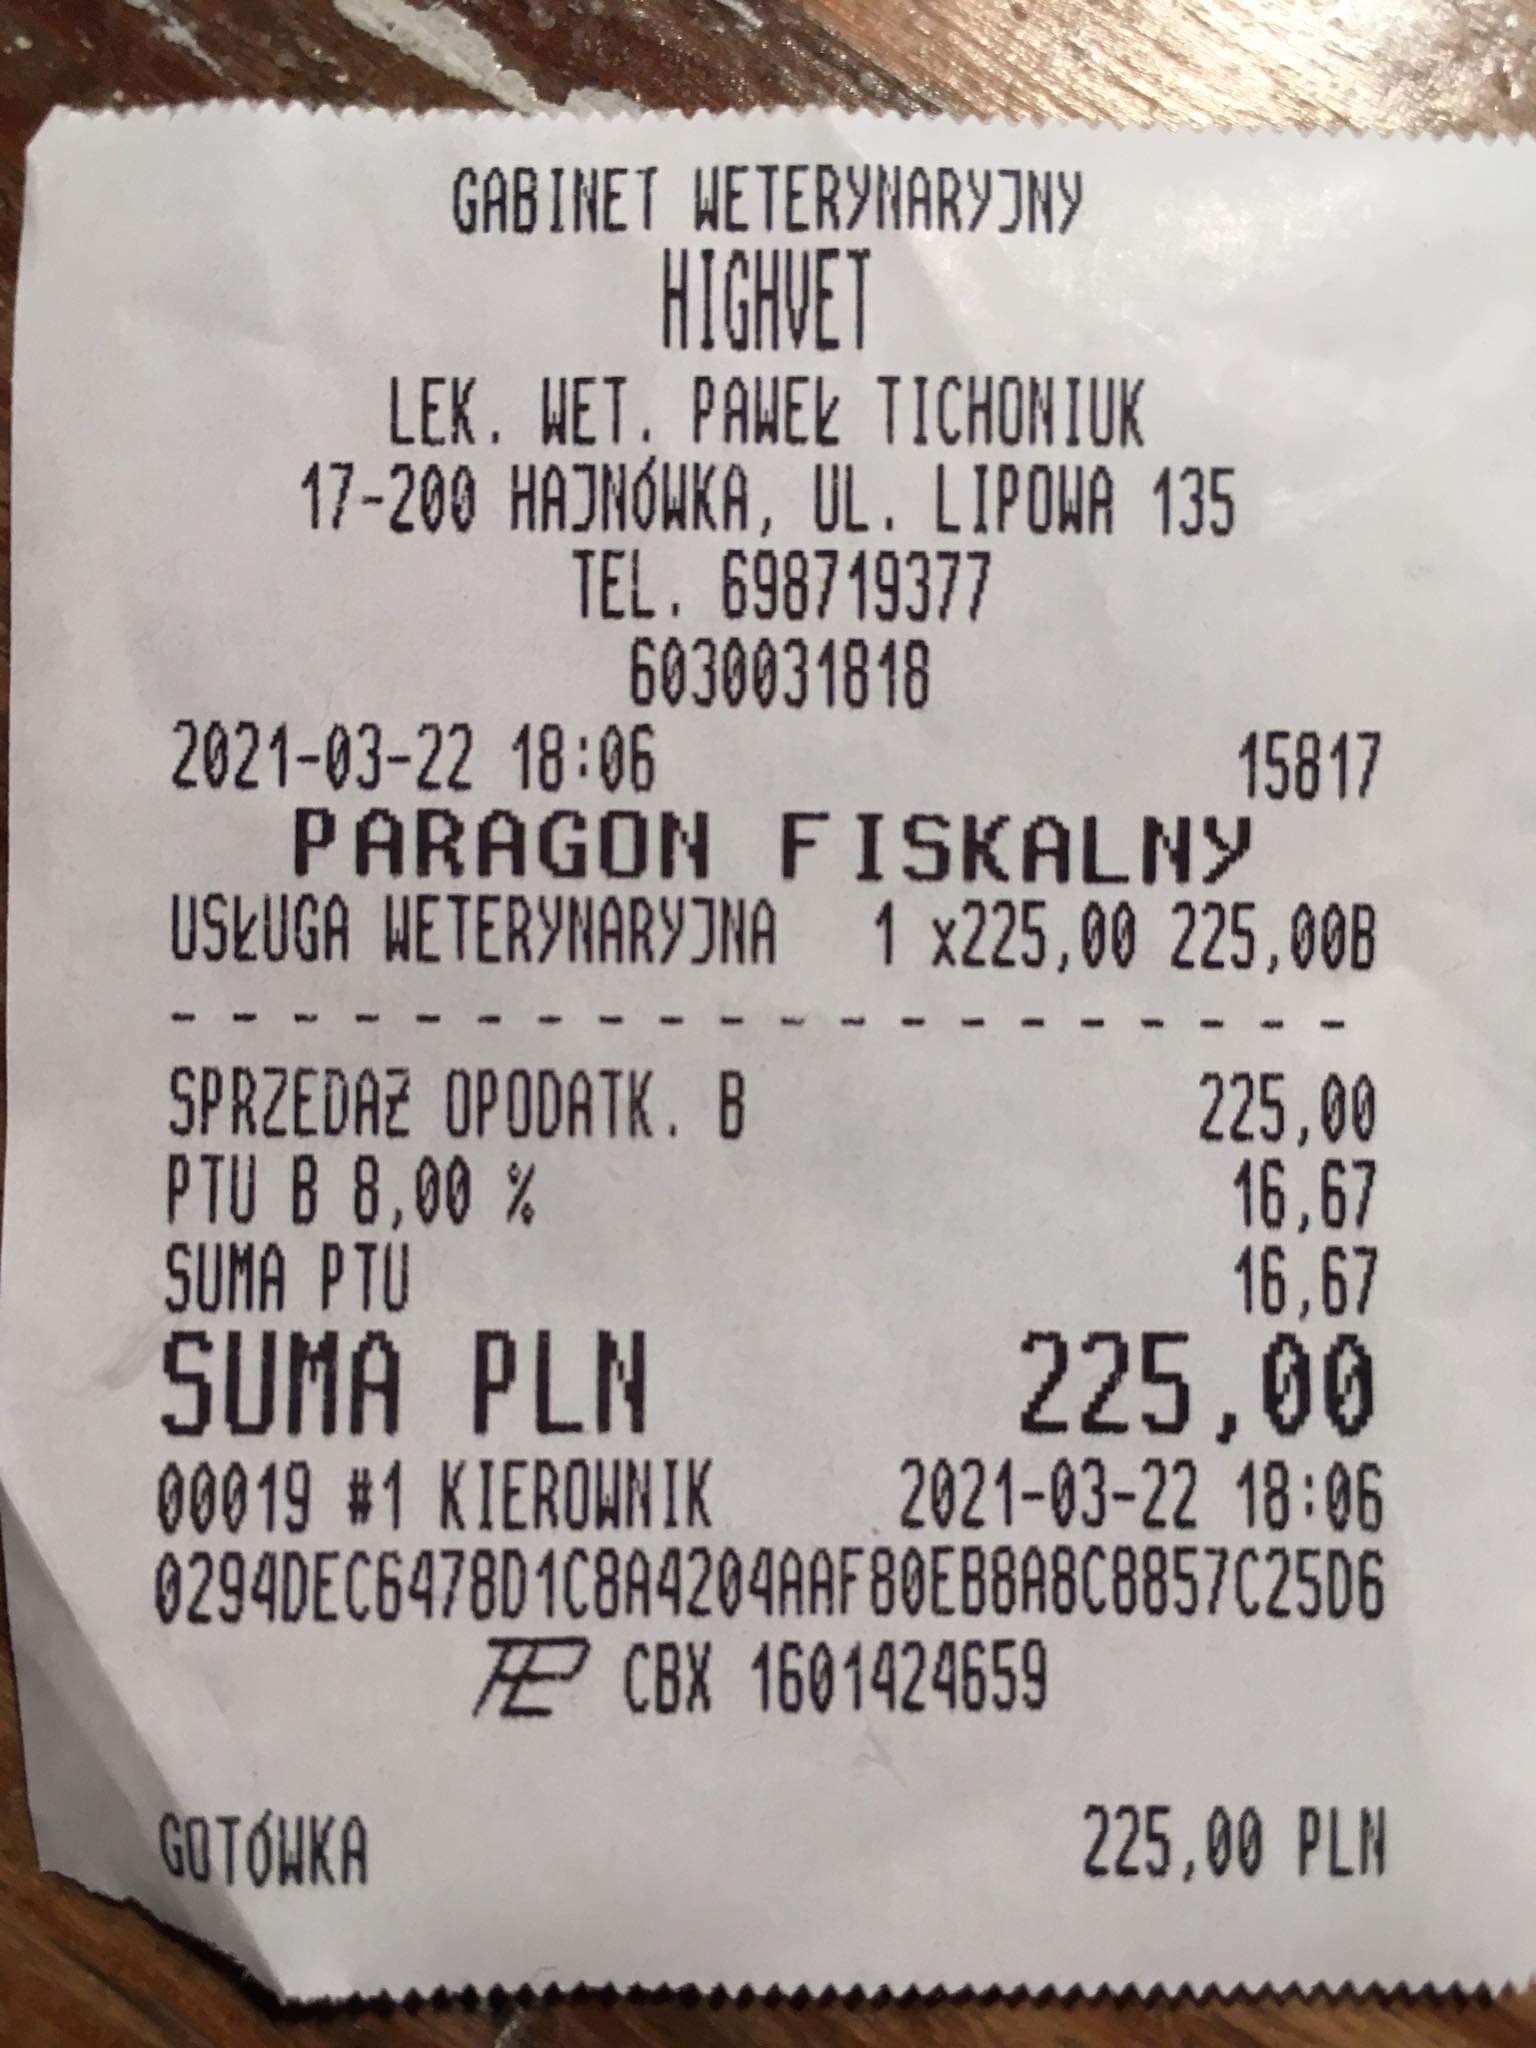 GABINET WETERYNARYJNY
HIGHVET
LEK. WET. PAWEŁ TICHONIUK
17-200 HAJNÓWKA, UL. LIPOWA 135
TEL. 698719377
6030031818
2021-03-22 18:06 15817
PARAGON FISKALNY
USŁUGA WETERYNARYJNA 1 x225,00 225,00B
- - - - - - - - - - - - - - - - - - - -
SPRZEDAŻ OPODATK. B 225,00
PTU B 8,00 % 16,67
SUMA PTU 16,67
SUMA PLN 225,00
00019 #1 KIEROWNIK 2021-03-22 18:06
0294DEC6478D1C8A4204AAF80EB8A8C8857C25D6
PL CBX 1601424659
GOTÓWKA 225,00 PLN